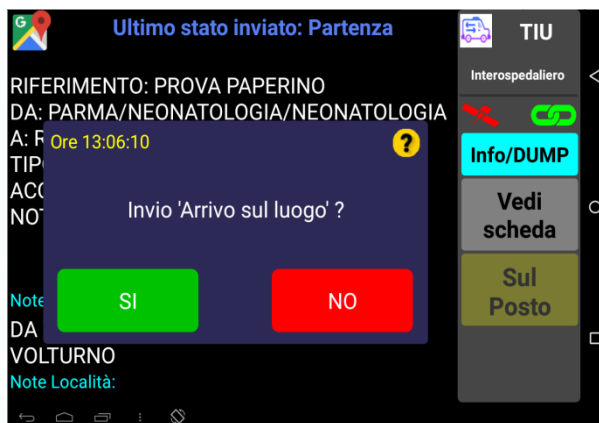 G
Ultimo stato inviato: Partenza
TIU
Interospedaliero
RIFERIMENTO: PROVA PAPERINO
DA: PARMA/NEONATOLOGIA/NEONATOLOGIA
A:
Ore 13:06:10
?
Invio 'Arrivo sul luogo' ?
SI
NO
Note
DA
VOLTURNO
Note Località:
Info/DUMP
Vedi
scheda
Sul
Posto